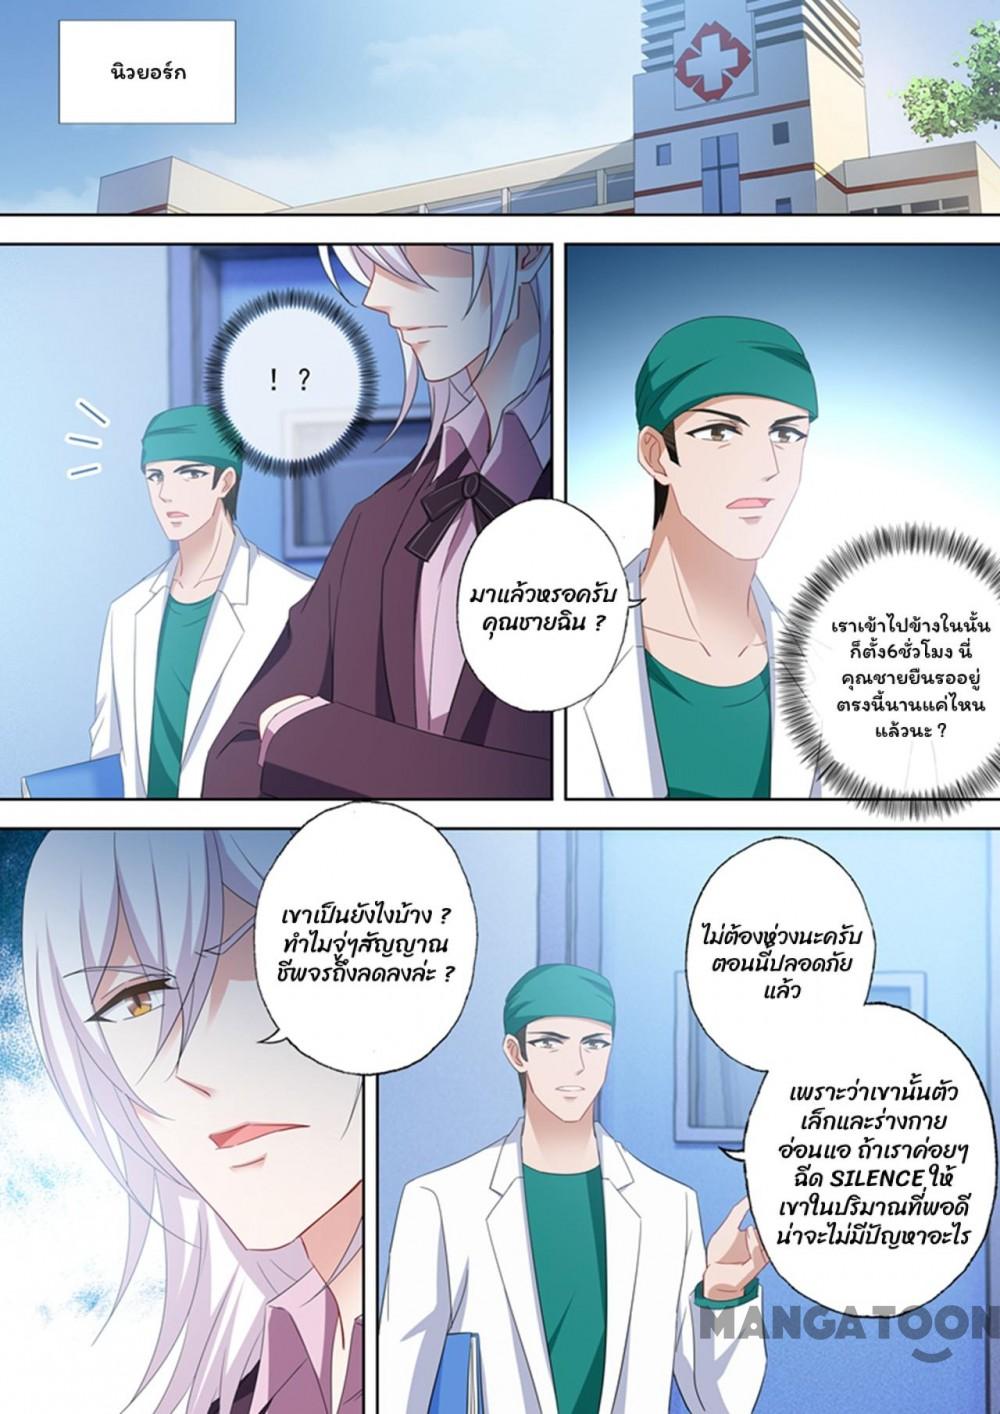 นิวยอร์ก
! ?
มาแล้วหรอครับ
คุณชายฉิน ?
เราเข้าไปข้างในนั้น
ก็ตั้ง6ชั่วโมง นี่
คุณชายยืนรออยู่
ตรงนี้นานแค่ไหน
แล้วนะ ?
เขาเป็นยังไงบ้าง ?
ทำไมจู่ๆสัญญาณ
ชีพจรถึงลดลงล่ะ ?
ไม่ต้องห่วงนะครับ
ตอนนี้ปลอดภัย
แล้ว
เพราะว่าเขานั้นตัว
เล็กและร่างกาย
อ่อนแอ ถ้าเราค่อยๆ
ฉีด SILENCE ให้
เขาในปริมาณที่พอดี
น่าจะไม่มีปัญหาอะไร
MANGATOON